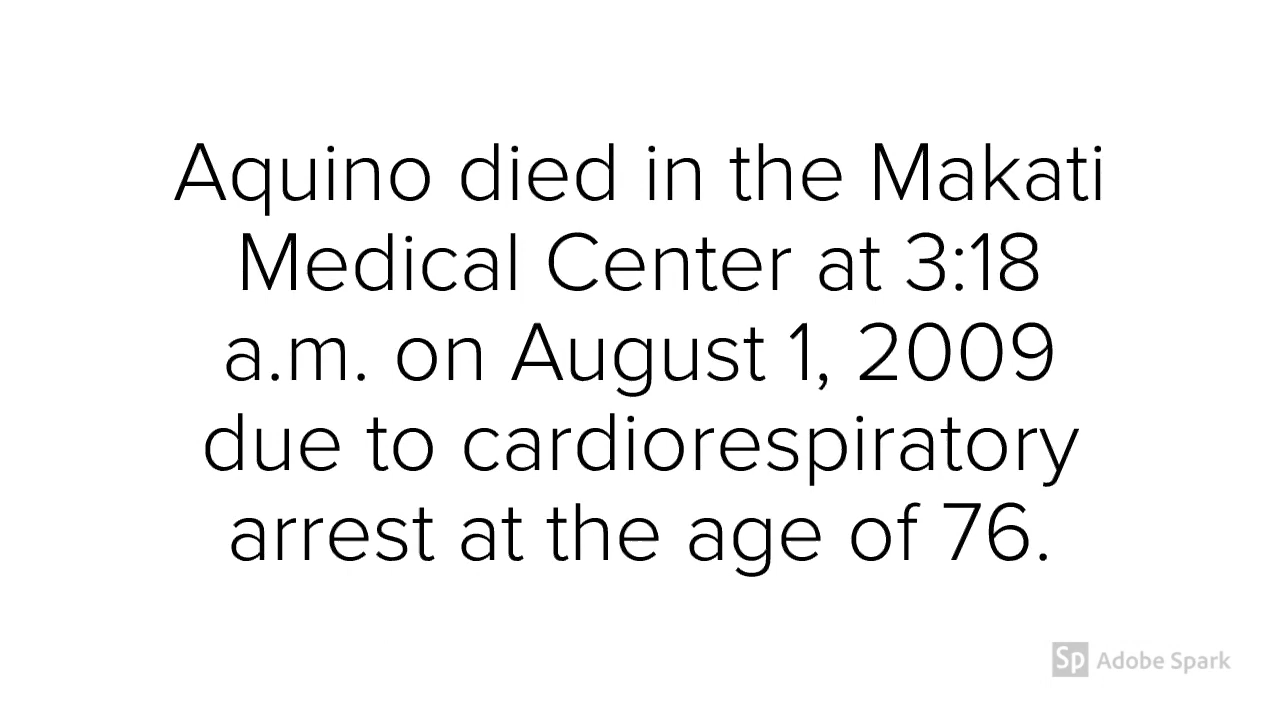 Aquino died in the Makati
Medical Center at 3:18
a.m. on August 1, 2009
due to cardiorespiratory
arrest at the age of 76.
Sp Adobe Spark